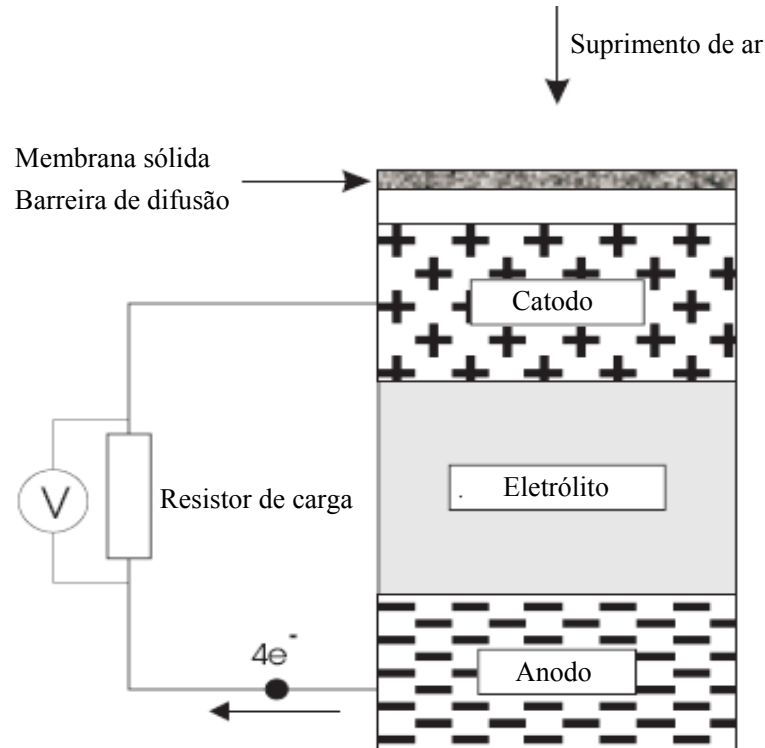 Suprimento de ar
Membrana sólida
Barreira de difusão
Catodo
Eletrólito
V
Resistor de carga
4e⁻
Anodo